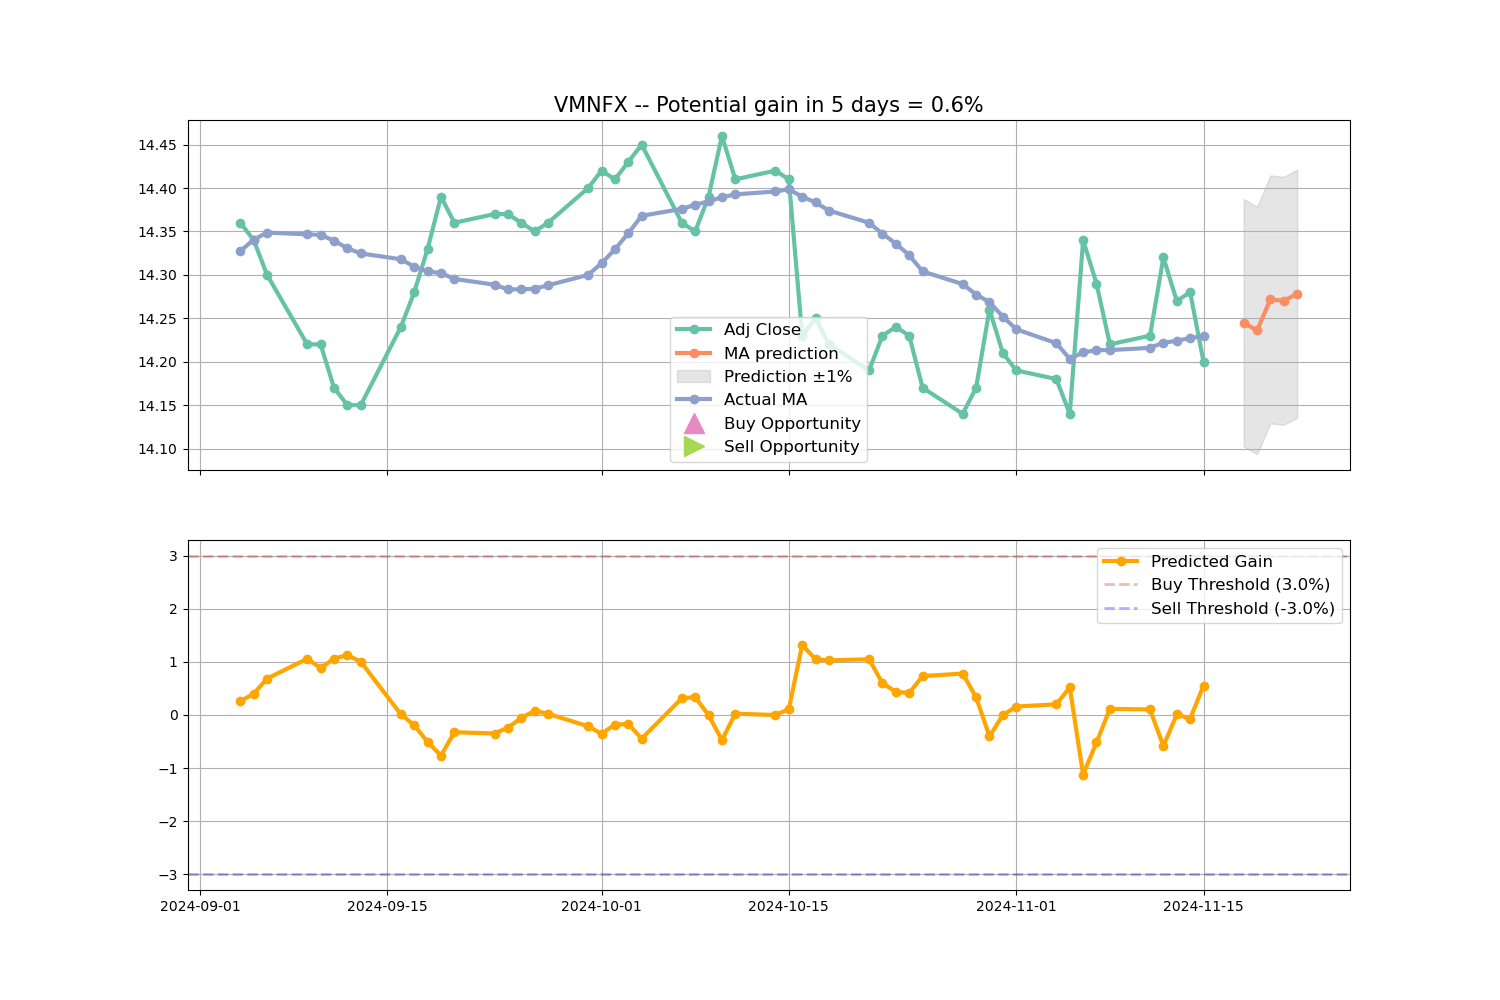 VMNFX -- Potential gain in 5 days = 0.6%
14.45
14.40
14.35
14.30
14.25
14.20
14.15
14.10
Adj Close
MA prediction
Prediction ±1%
Actual MA
Buy Opportunity
Sell Opportunity
3
2
1
0
−1
−2
−3
Predicted Gain
Buy Threshold (3.0%)
Sell Threshold (-3.0%)
2024-09-01 2024-09-15 2024-10-01 2024-10-15 2024-11-01 2024-11-15